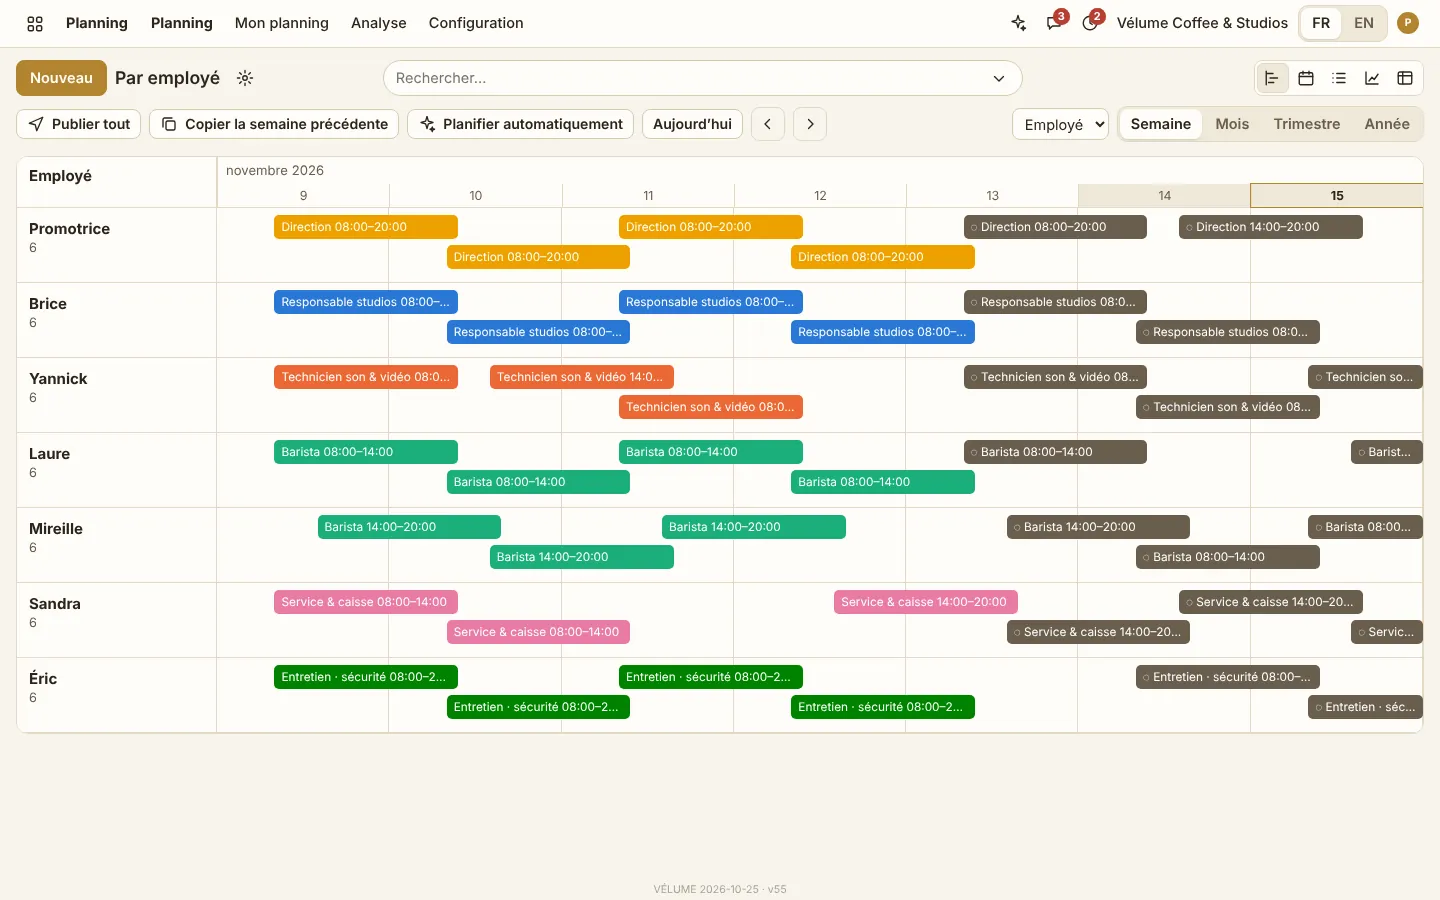 Planning Planning Mon planning Analyse Configuration 3 2 Vélume Coffee & Studios FR EN P
Nouveau Par employé Rechercher...
Publier tout Copier la semaine précédente Planifier automatiquement Aujourd'hui Employé Semaine Mois Trimestre Année
Employé
novembre 2026
9 10 11 12 13 14 15
Promotrice
6
Direction 08:00–20:00 Direction 08:00–20:00 Direction 08:00–20:00 Direction 14:00–20:00
Direction 08:00–20:00 Direction 08:00–20:00
Brice
6
Responsable studios 08:00–... Responsable studios 08:00–... Responsable studios 08:0...
Responsable studios 08:00–... Responsable studios 08:00–... Responsable studios 08:0...
Yannick
6
Technicien son & vidéo 08:0... Technicien son & vidéo 14:0... Technicien son & vidéo 08... Technicien so...
Technicien son & vidéo 08:0... Technicien son & vidéo 08...
Laure
6
Barista 08:00–14:00 Barista 08:00–14:00 Barista 08:00–14:00 Barist...
Barista 08:00–14:00 Barista 08:00–14:00
Mireille
6
Barista 14:00–20:00 Barista 14:00–20:00 Barista 14:00–20:00 Barista 08:00...
Barista 14:00–20:00 Barista 08:00–14:00
Sandra
6
Service & caisse 08:00–14:00 Service & caisse 14:00–20:00 Service & caisse 14:00–20...
Service & caisse 08:00–14:00 Service & caisse 14:00–20... Servic...
Éric
6
Entretien · sécurité 08:00–2... Entretien · sécurité 08:00–2... Entretien · sécurité 08:00–...
Entretien · sécurité 08:00–2... Entretien · sécurité 08:00–2... Entretien · séc...
VÉLUME 2026-10-25 · v55